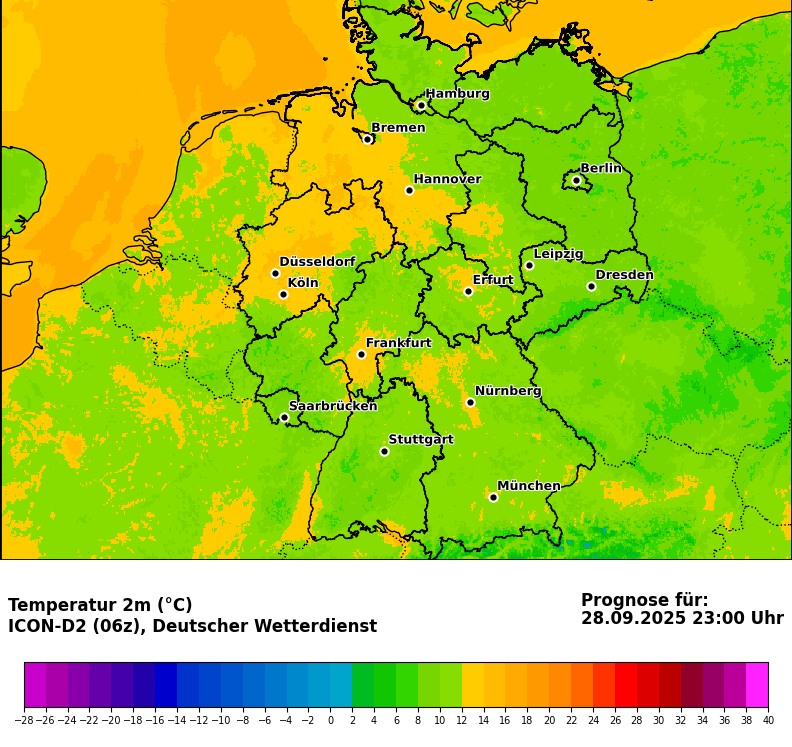 Hamburg
Bremen
Berlin
Hannover
Leipzig
Düsseldorf
Dresden
Köln
Erfurt
Frankfurt
Nürnberg
Saarbrücken
Stuttgart
München
Temperatur 2m (°C)
ICON-D2 (06z), Deutscher Wetterdienst
Prognose für:
28.09.2025 23:00 Uhr
−28 −26 −24 −22 −20 −18 −16 −14 −12 −10 −8 −6 −4 −2 0 2 4 6 8 10 12 14 16 18 20 22 24 26 28 30 32 34 36 38 40